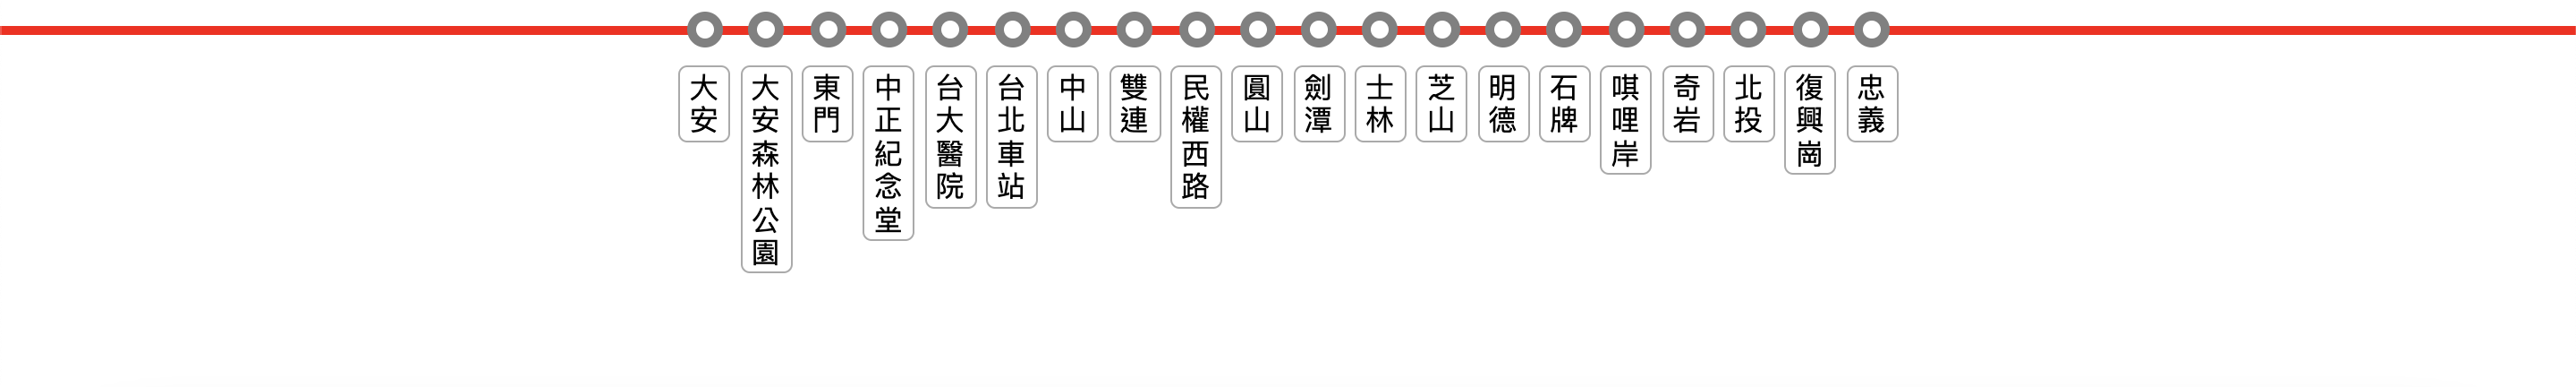 大安
大安森林公園
東門
中正紀念堂
台大醫院
台北車站
中山
雙連
民權西路
圓山
劍潭
士林
芝山
明德
石牌
唭哩岸
奇岩
北投
復興崗
忠義